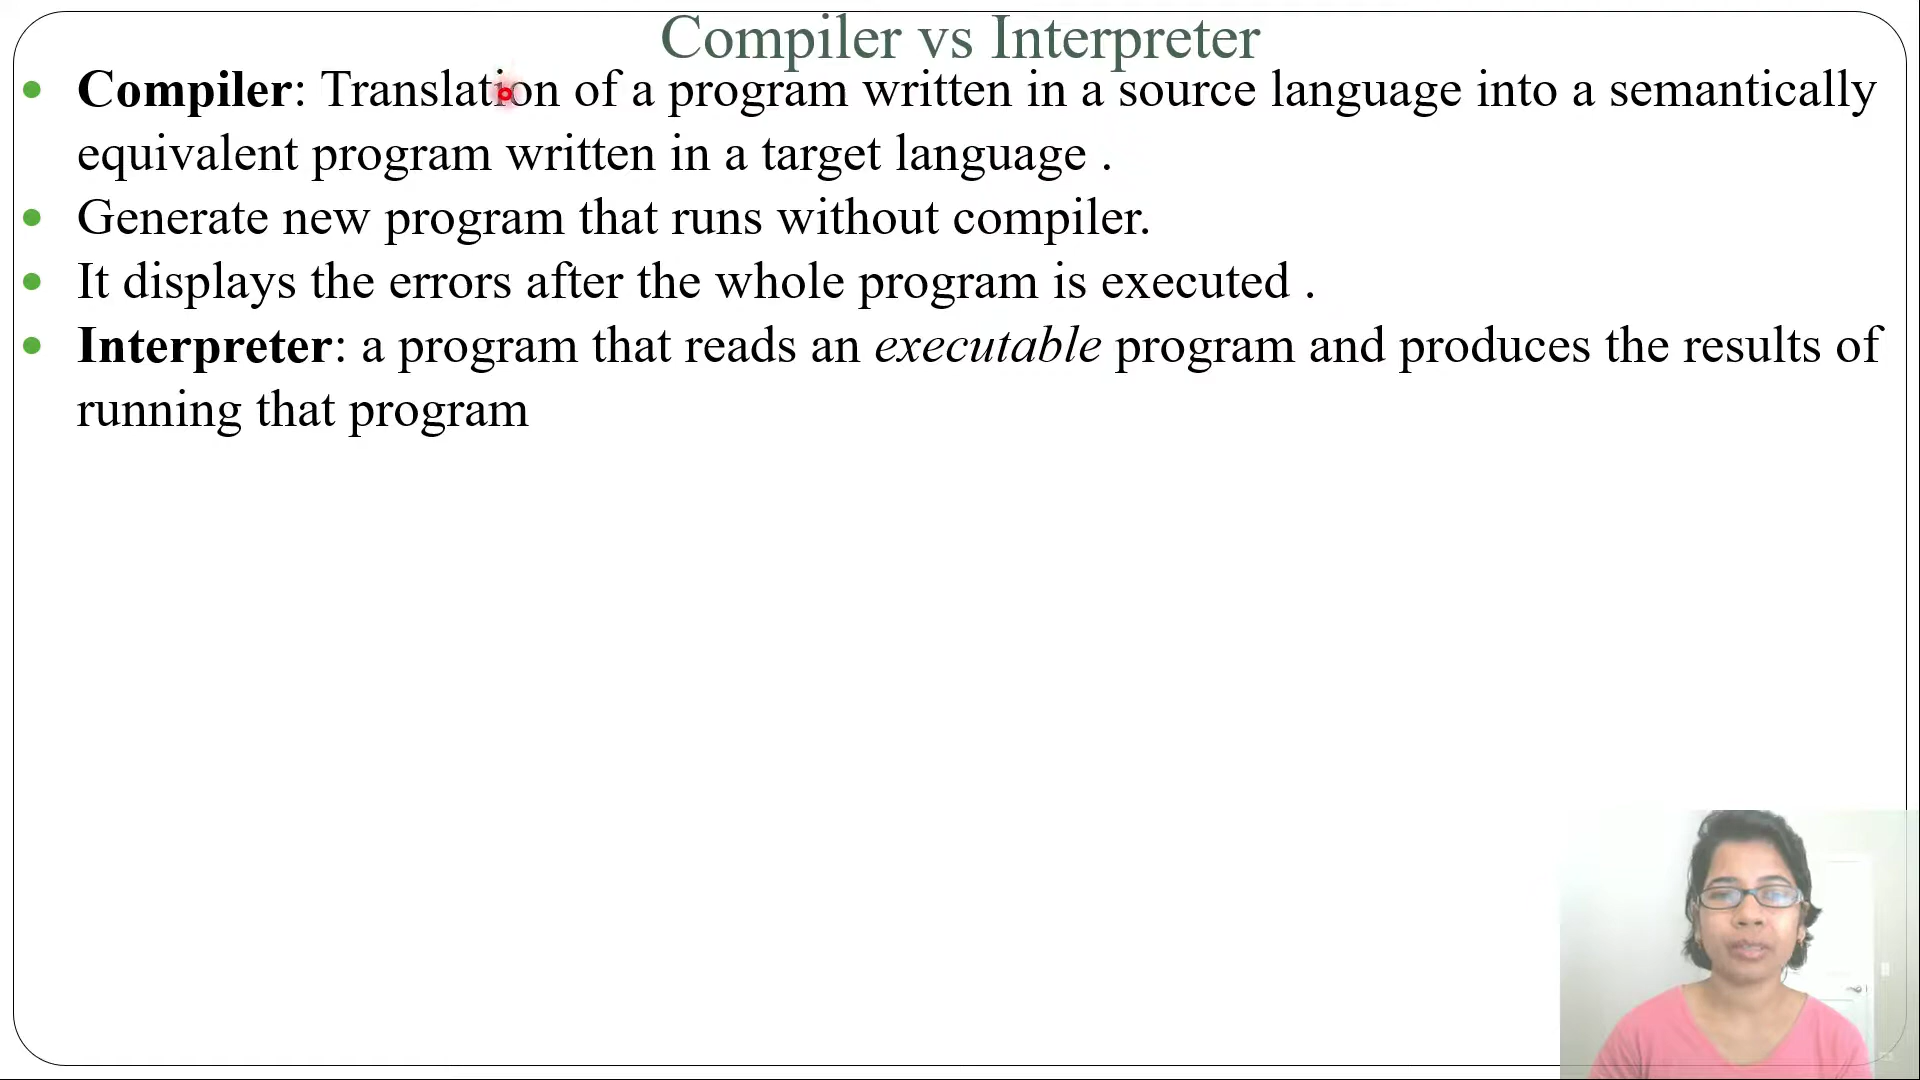 Compiler vs Interpreter
• Compiler: Translation of a program written in a source language into a semantically
equivalent program written in a target language .
• Generate new program that runs without compiler.
• It displays the errors after the whole program is executed .
• Interpreter: a program that reads an executable program and produces the results of
running that program